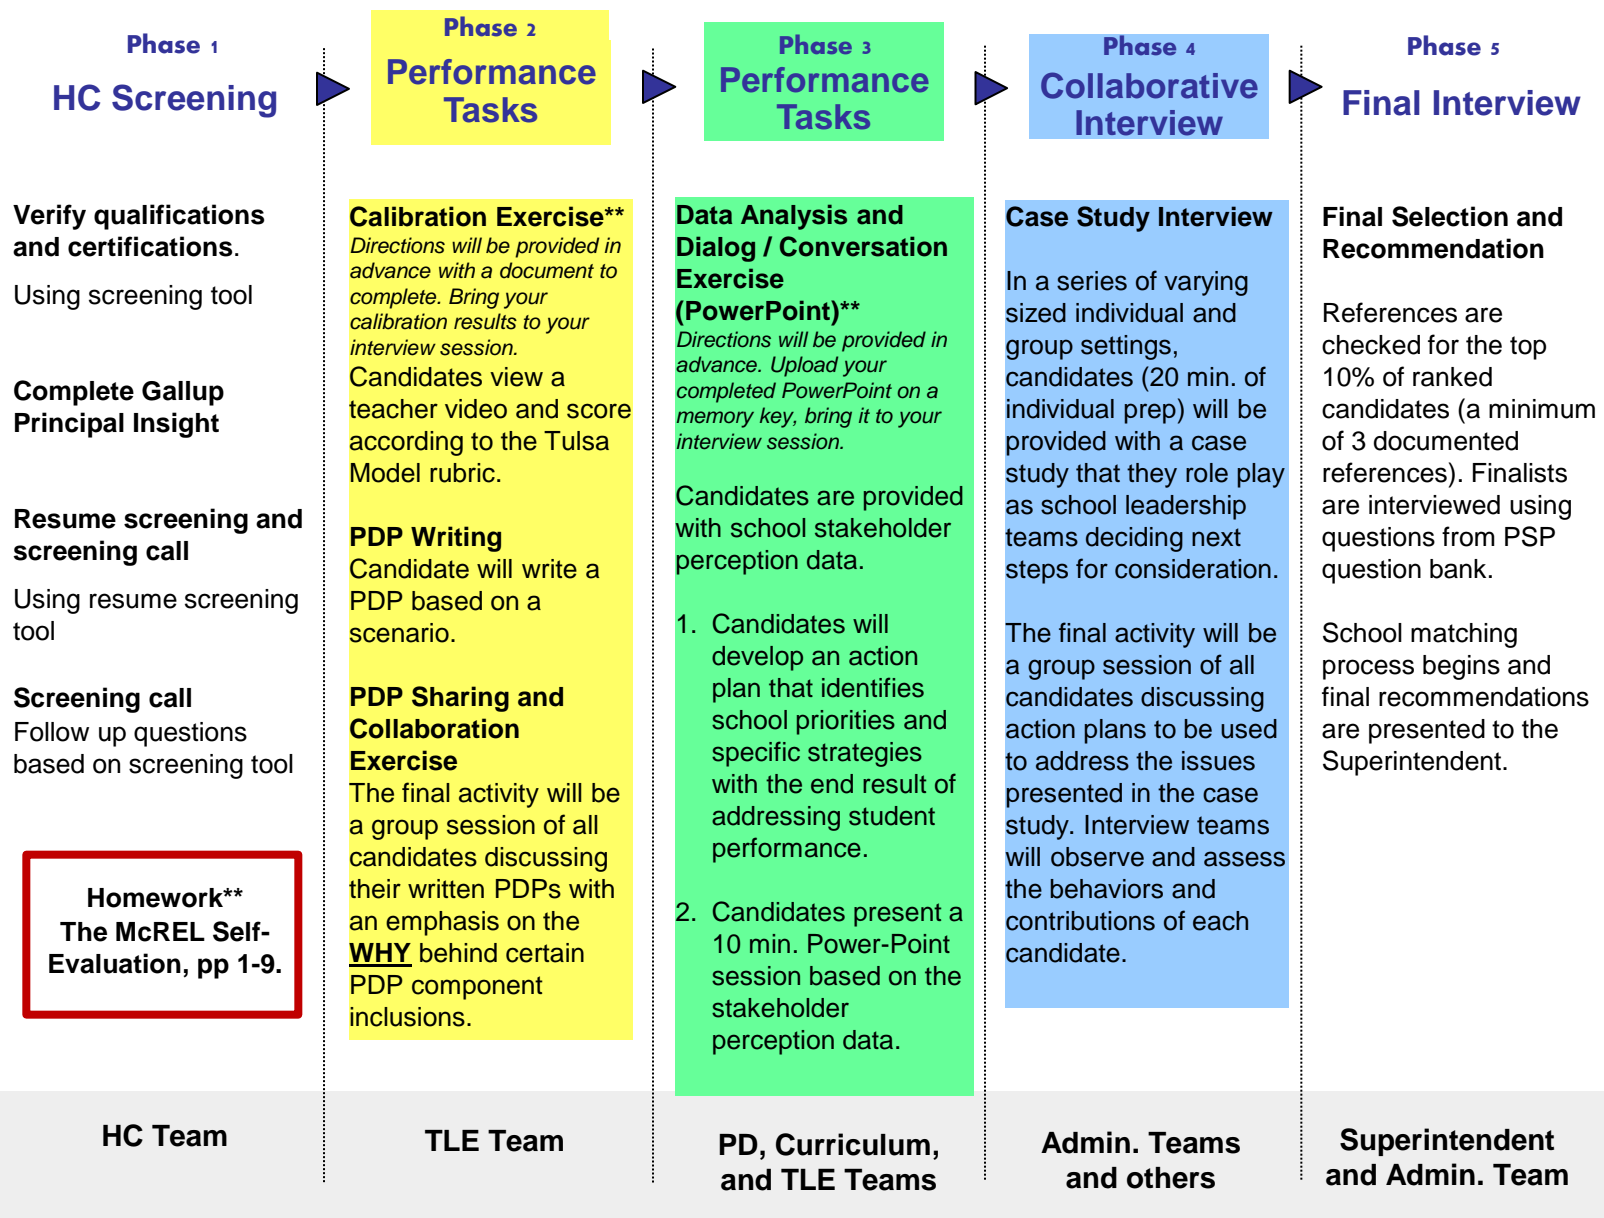 Phase 1
HC Screening
Phase 2
Performance
Tasks
Phase 3
Performance
Tasks
Phase 4
Collaborative
Interview
Phase 5
Final Interview
Verify qualifications
and certifications.
Using screening tool
Complete Gallup
Principal Insight
Resume screening and
screening call
Using resume screening
tool
Screening call
Follow up questions
based on screening tool
Homework**
The McREL Self-
Evaluation, pp 1-9.
Calibration Exercise**
Directions will be provided in
advance with a document to
complete. Bring your
calibration results to your
interview session.
Candidates view a
teacher video and score
according to the Tulsa
Model rubric.
PDP Writing
Candidate will write a
PDP based on a
scenario.
PDP Sharing and
Collaboration
Exercise
The final activity will be
a group session of all
candidates discussing
their written PDPs with
an emphasis on the
WHY behind certain
PDP component
inclusions.
Data Analysis and
Dialog / Conversation
Exercise
(PowerPoint)**
Directions will be provided in
advance. Upload your
completed PowerPoint on a
memory key, bring it to your
interview session.
Candidates are provided
with school stakeholder
perception data.
1. Candidates will
develop an action
plan that identifies
school priorities and
specific strategies
with the end result of
addressing student
performance.
2. Candidates present a
10 min. Power-Point
session based on the
stakeholder
perception data.
Case Study Interview
In a series of varying
sized individual and
group settings,
candidates (20 min. of
individual prep) will be
provided with a case
study that they role play
as school leadership
teams deciding next
steps for consideration.
The final activity will be
a group session of all
candidates discussing
action plans to be used
to address the issues
presented in the case
study. Interview teams
will observe and assess
the behaviors and
contributions of each
candidate.
Final Selection and
Recommendation
References are
checked for the top
10% of ranked
candidates (a minimum
of 3 documented
references). Finalists
are interviewed using
questions from PSP
question bank.
School matching
process begins and
final recommendations
are presented to the
Superintendent.
HC Team
TLE Team
PD, Curriculum,
and TLE Teams
Admin. Teams
and others
Superintendent
and Admin. Team